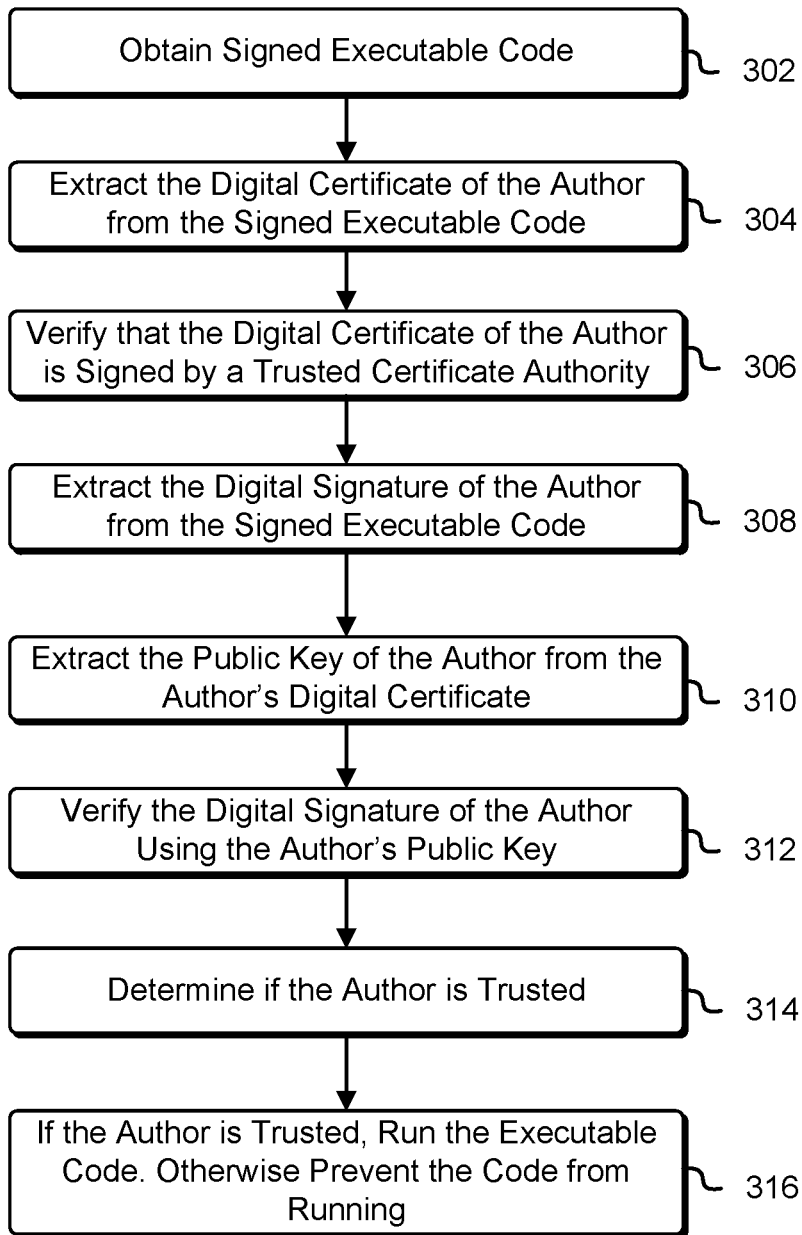 Obtain Signed Executable Code
302
Extract the Digital Certificate of the Author
from the Signed Executable Code
304
Verify that the Digital Certificate of the Author
is Signed by a Trusted Certificate Authority
306
Extract the Digital Signature of the Author
from the Signed Executable Code
308
Extract the Public Key of the Author from the
Author's Digital Certificate
310
Verify the Digital Signature of the Author
Using the Author's Public Key
312
Determine if the Author is Trusted
314
If the Author is Trusted, Run the Executable
Code. Otherwise Prevent the Code from
Running
316